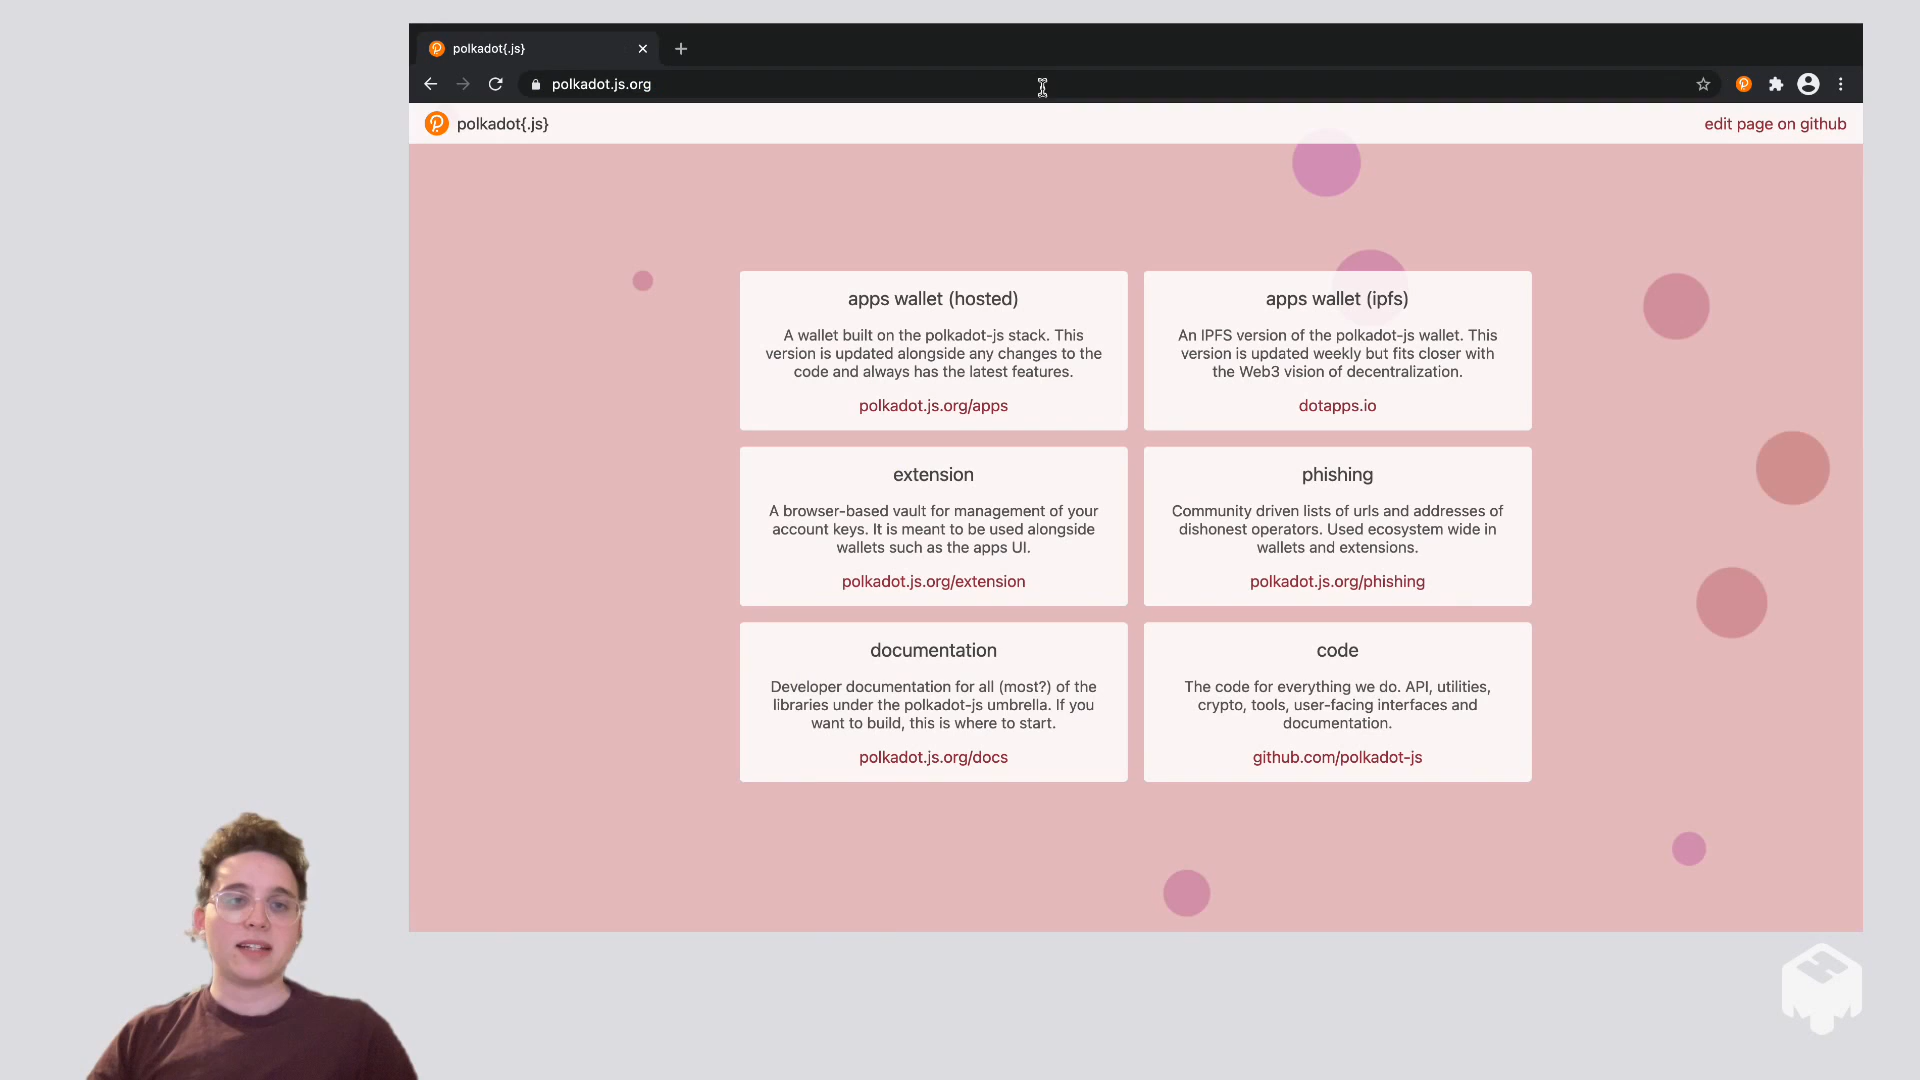 polkadot{.js}
polkadot.js.org
polkadot{.js}
edit page on github
apps wallet (hosted)
A wallet built on the polkadot-js stack. This
version is updated alongside any changes to the
code and always has the latest features.
polkadot.js.org/apps
apps wallet (ipfs)
An IPFS version of the polkadot-js wallet. This
version is updated weekly but fits closer with
the Web3 vision of decentralization.
dotapps.io
extension
A browser-based vault for management of your
account keys. It is meant to be used alongside
wallets such as the apps UI.
polkadot.js.org/extension
phishing
Community driven lists of urls and addresses of
dishonest operators. Used ecosystem wide in
wallets and extensions.
polkadot.js.org/phishing
documentation
Developer documentation for all (most?) of the
libraries under the polkadot-js umbrella. If you
want to build, this is where to start.
polkadot.js.org/docs
code
The code for everything we do. API, utilities,
crypto, tools, user-facing interfaces and
documentation.
github.com/polkadot-js